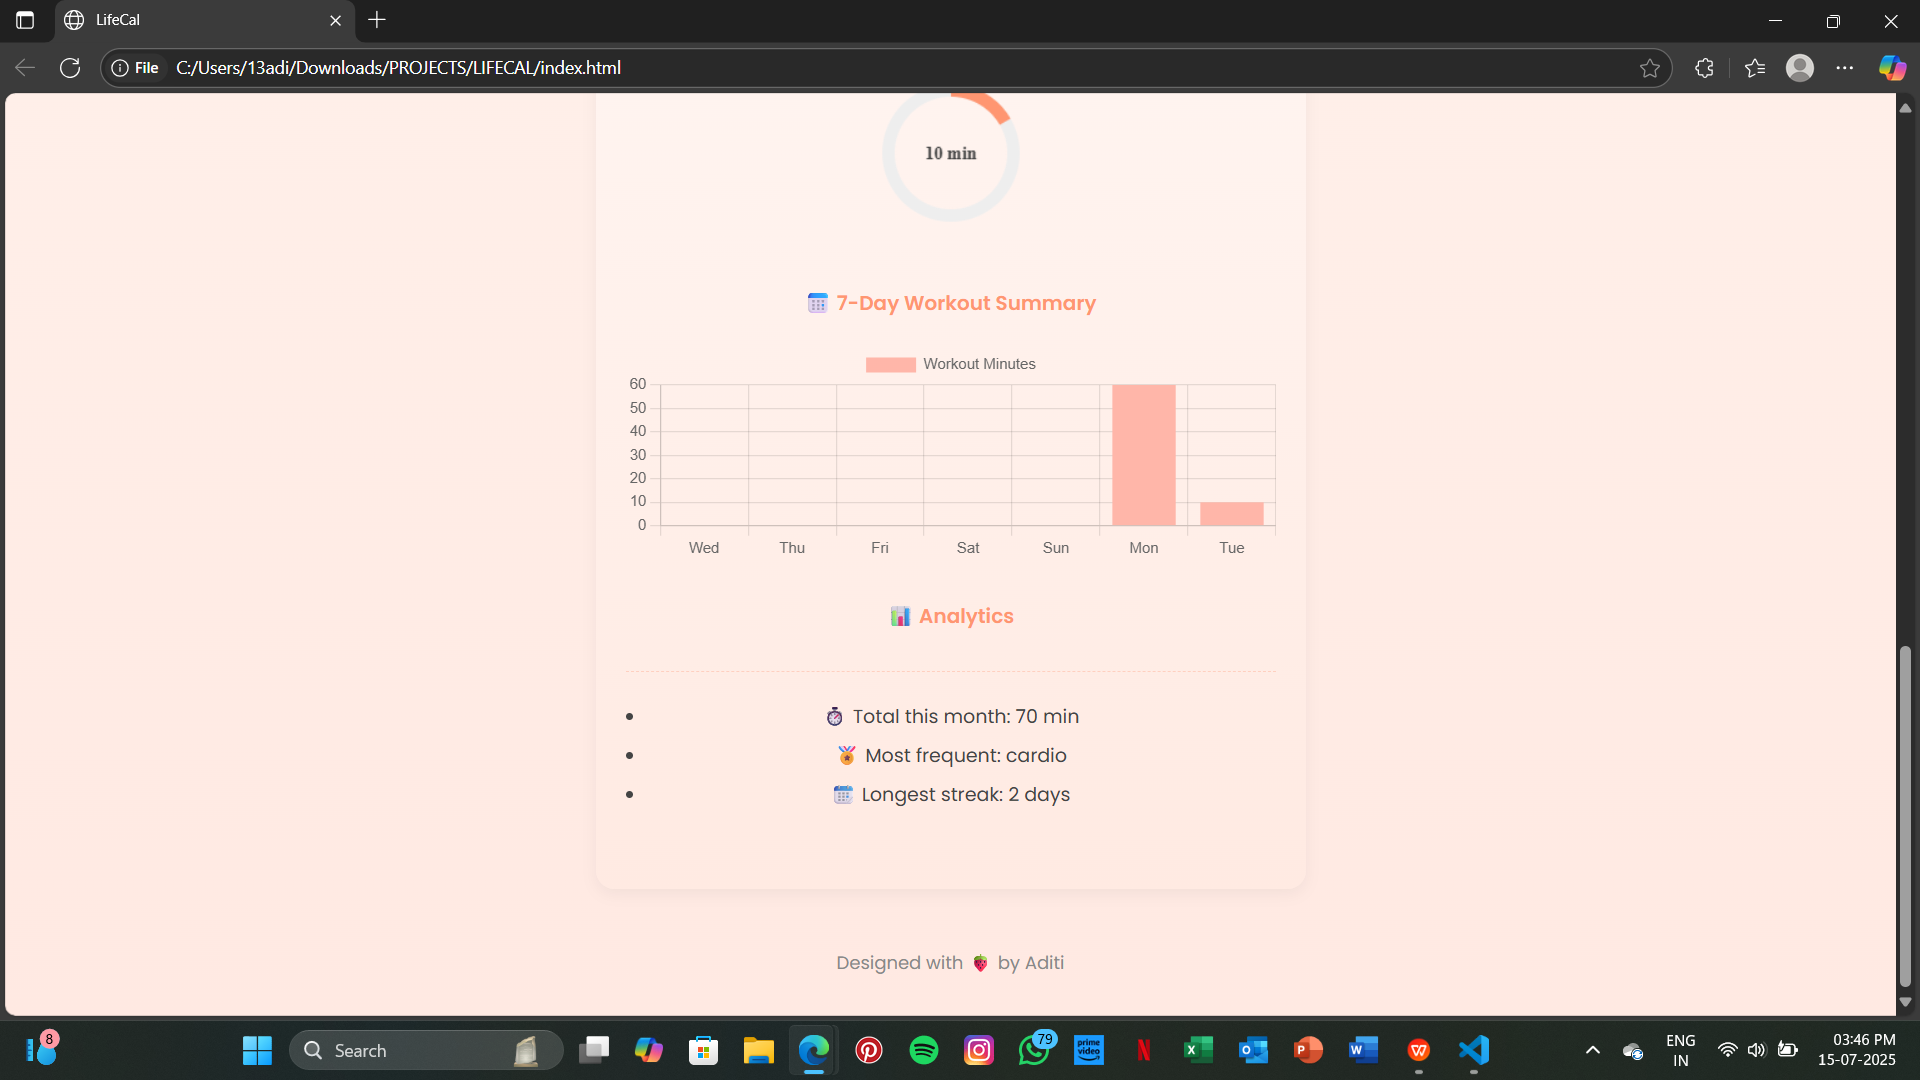 LifeCal
File
C:/Users/13adi/Downloads/PROJECTS/LIFECAL/index.html
10 min
7-Day Workout Summary
Workout Minutes
60
50
40
30
20
10
0
Wed Thu Fri Sat Sun Mon Tue
Analytics
Total this month: 70 min
Most frequent: cardio
Longest streak: 2 days
Designed with by Aditi
8
Search
79
prime video
ENG
IN
03:46 PM
15-07-2025